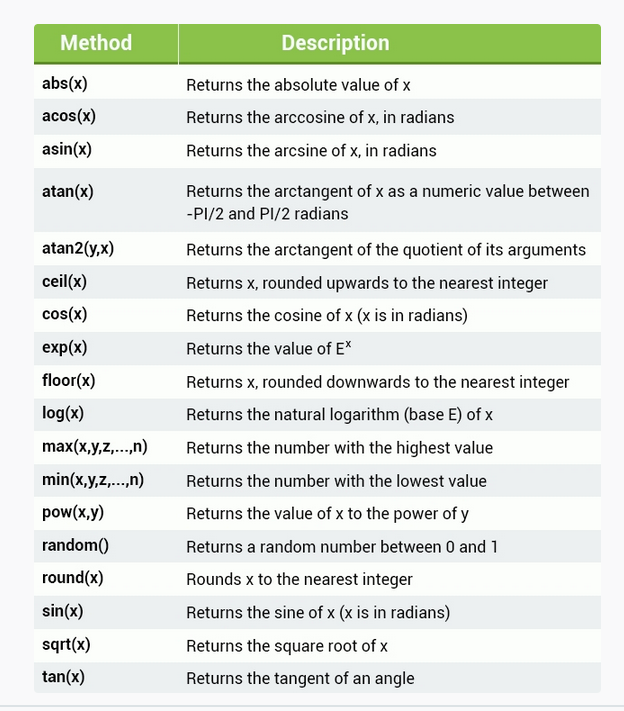 Method Description
abs(x) Returns the absolute value of x
acos(x) Returns the arccosine of x, in radians
asin(x) Returns the arcsine of x, in radians
atan(x) Returns the arctangent of x as a numeric value between
-PI/2 and PI/2 radians
atan2(y,x) Returns the arctangent of the quotient of its arguments
ceil(x) Returns x, rounded upwards to the nearest integer
cos(x) Returns the cosine of x (x is in radians)
exp(x) Returns the value of Eˣ
floor(x) Returns x, rounded downwards to the nearest integer
log(x) Returns the natural logarithm (base E) of x
max(x,y,z,...,n) Returns the number with the highest value
min(x,y,z,...,n) Returns the number with the lowest value
pow(x,y) Returns the value of x to the power of y
random() Returns a random number between 0 and 1
round(x) Rounds x to the nearest integer
sin(x) Returns the sine of x (x is in radians)
sqrt(x) Returns the square root of x
tan(x) Returns the tangent of an angle